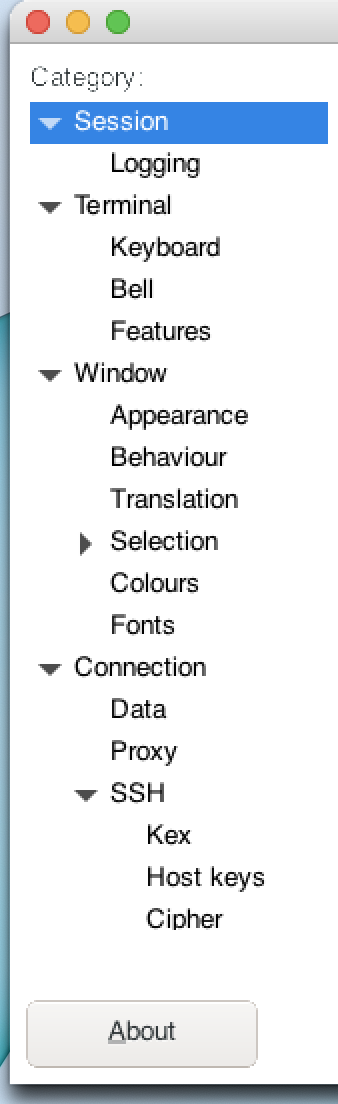 Category:
Session
Logging
Terminal
Keyboard
Bell
Features
Window
Appearance
Behaviour
Translation
Selection
Colours
Fonts
Connection
Data
Proxy
SSH
Kex
Host keys
Cipher
About